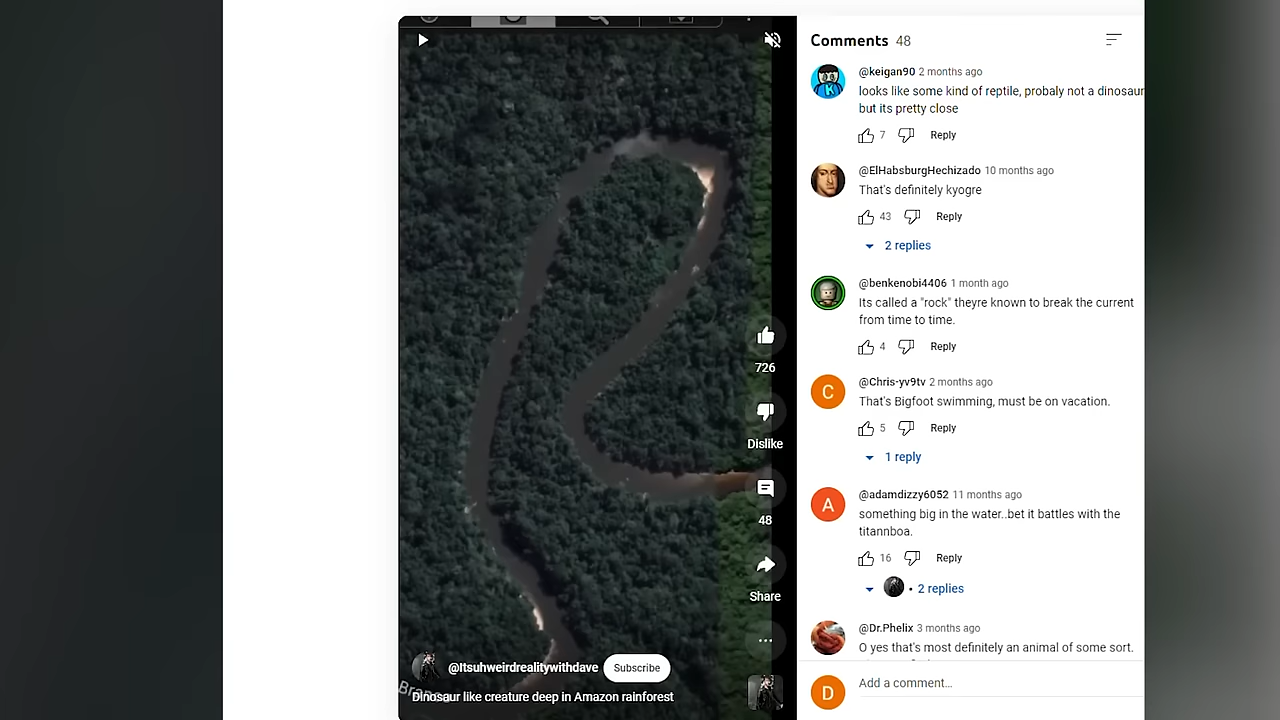 Comments 48
@keigan90 2 months ago
looks like some kind of reptile, probaly not a dinosaur
but its pretty close
7 Reply
@ElHabsburgHechizado 10 months ago
That's definitely kyogre
43 Reply
2 replies
@benkenobi4406 1 month ago
Its called a "rock" theyre known to break the current
from time to time.
4 Reply
@Chris-yv9tv 2 months ago
That's Bigfoot swimming, must be on vacation.
5 Reply
1 reply
@adamdizzy6052 11 months ago
something big in the water..bet it battles with the
titannboa.
16 Reply
• 2 replies
@Dr.Phelix 3 months ago
O yes that's most definitely an animal of some sort.
Add a comment...
726
Dislike
48
Share
@Itsuhweirdrealitywithdave Subscribe
Dinosaur like creature deep in Amazon rainforest
K
C
A
D